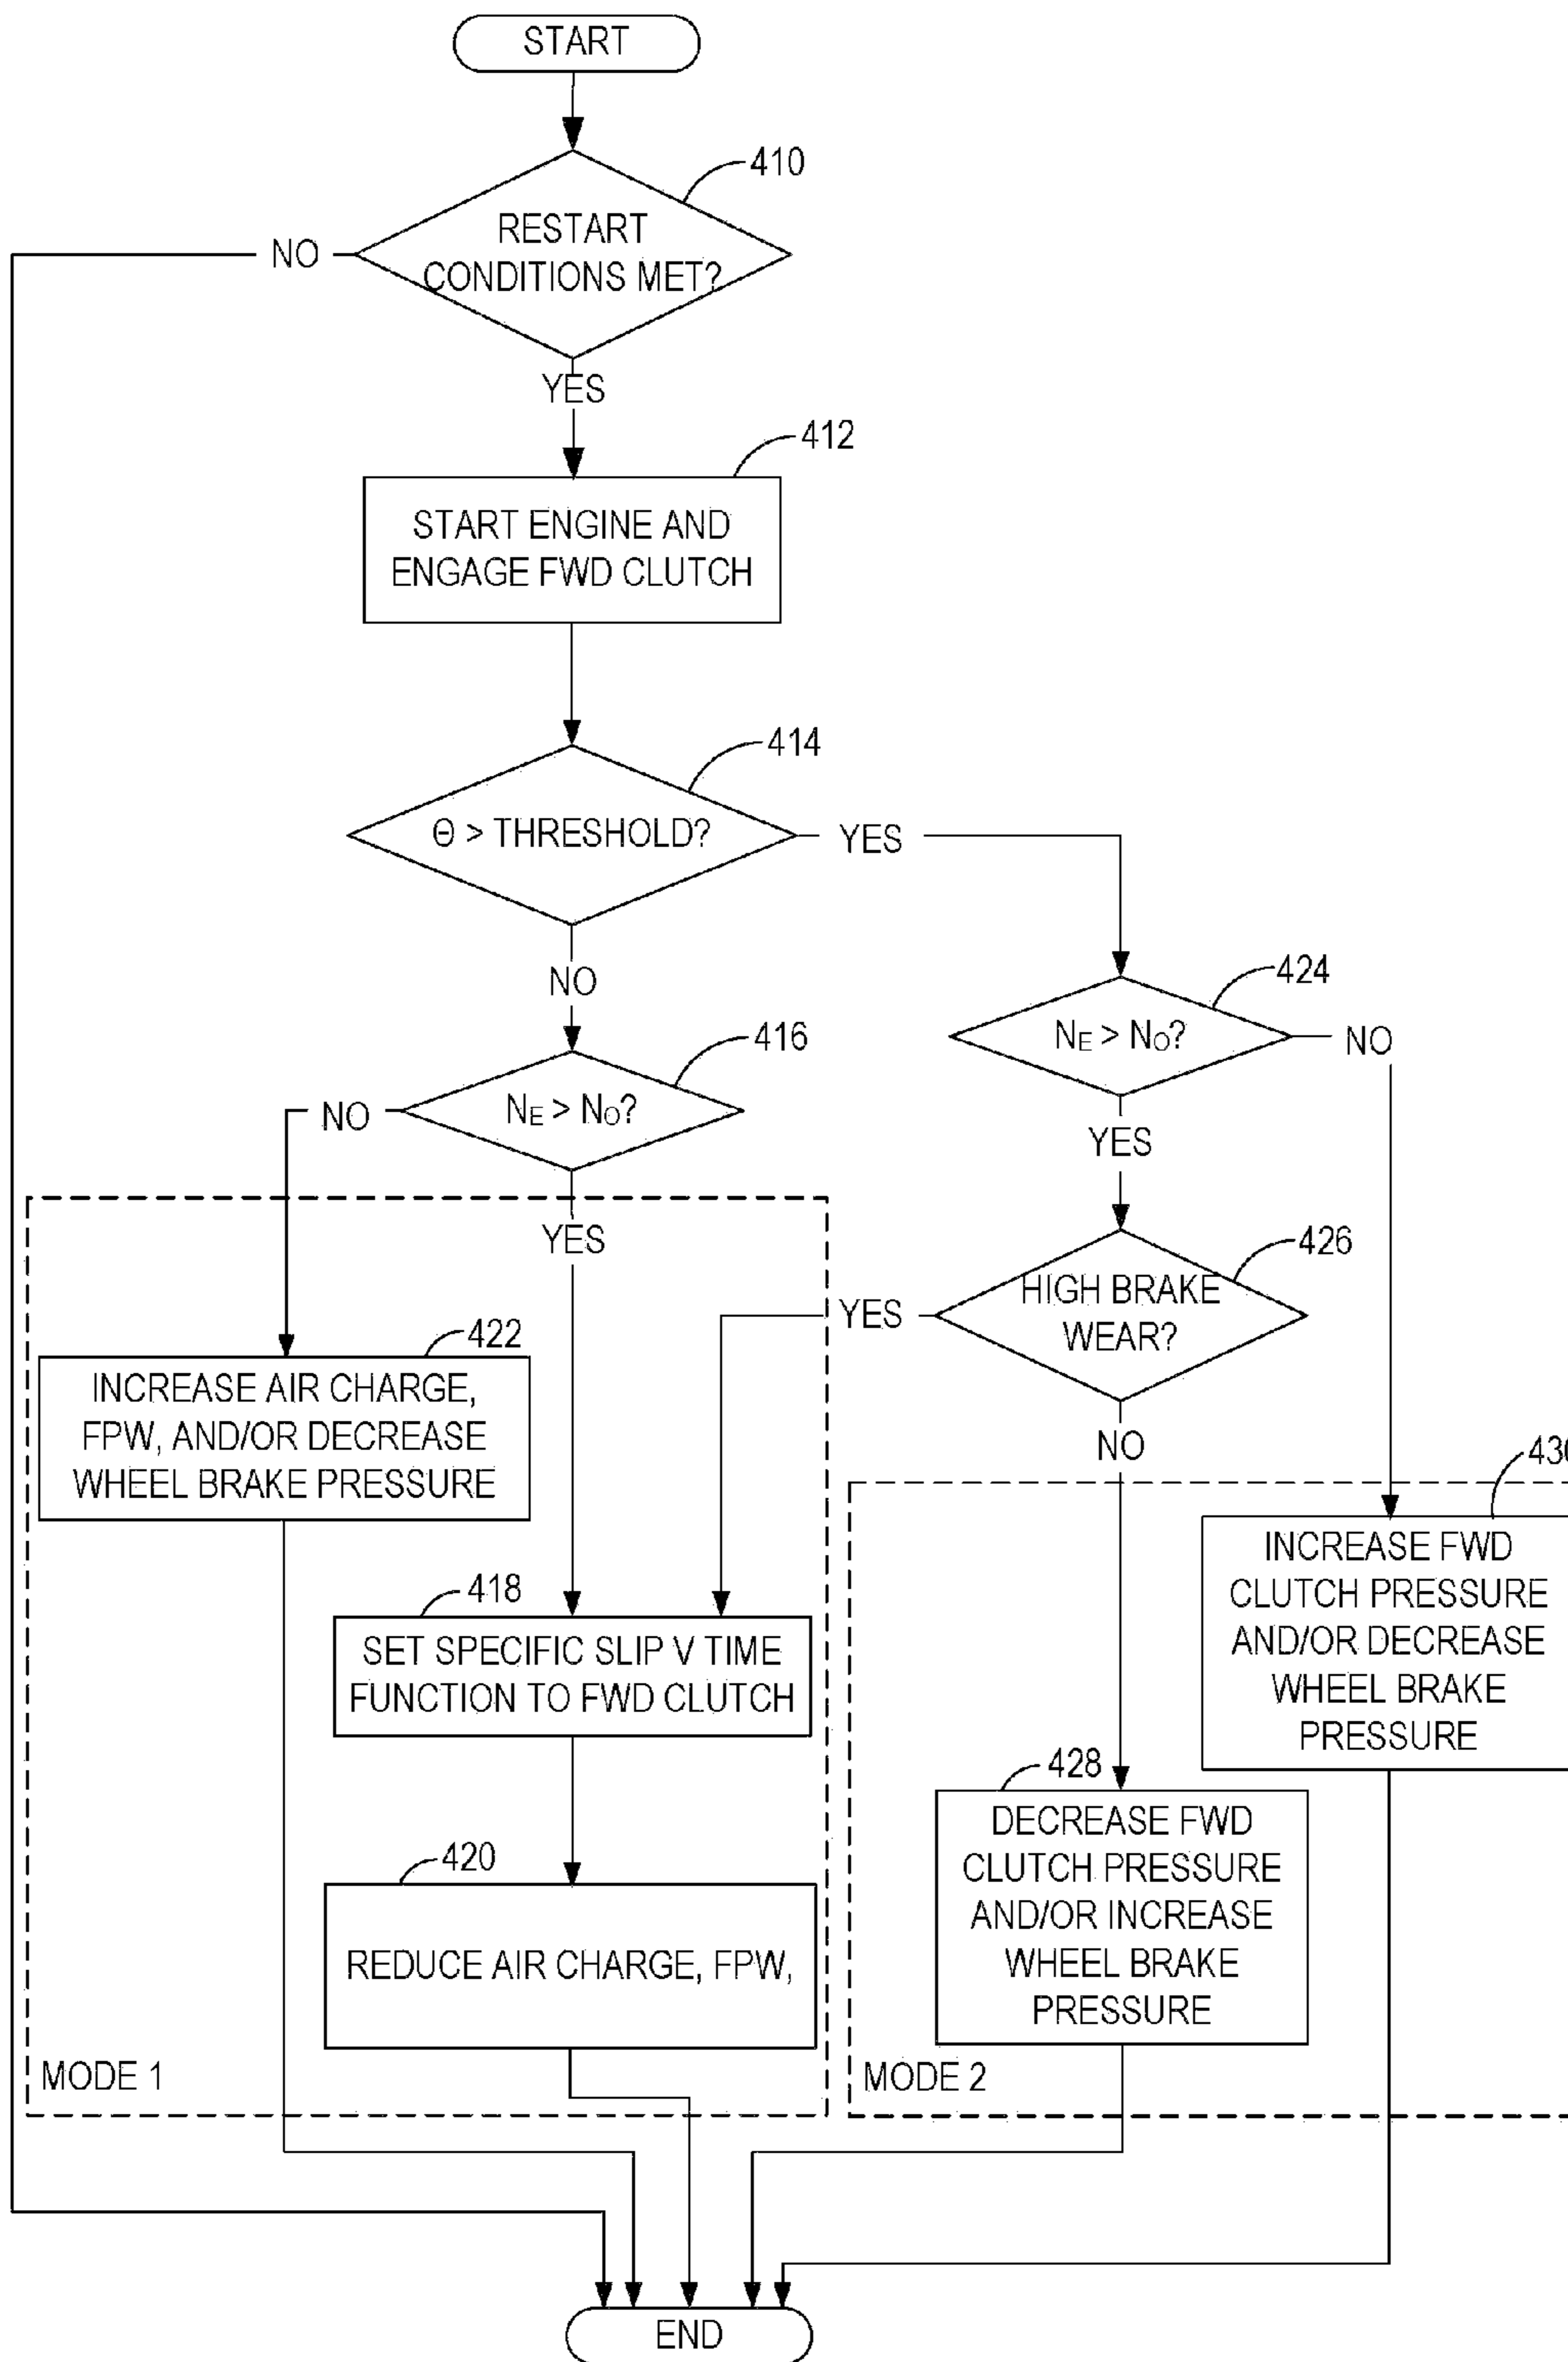 START
410
RESTART
CONDITIONS MET?
NO
YES
412
START ENGINE AND
ENGAGE FWD CLUTCH
414
Θ > THRESHOLD?
YES
NO
424
NE > NO?
NO
416
NE > NO?
NO
YES
YES
426
HIGH BRAKE
WEAR?
YES
NO
422
INCREASE AIR CHARGE,
FPW, AND/OR DECREASE
WHEEL BRAKE PRESSURE
INCREASE FWD
CLUTCH PRESSURE
AND/OR DECREASE
WHEEL BRAKE
PRESSURE
418
SET SPECIFIC SLIP V TIME
FUNCTION TO FWD CLUTCH
428
DECREASE FWD
CLUTCH PRESSURE
AND/OR INCREASE
WHEEL BRAKE
PRESSURE
420
REDUCE AIR CHARGE, FPW,
MODE 1
MODE 2
END